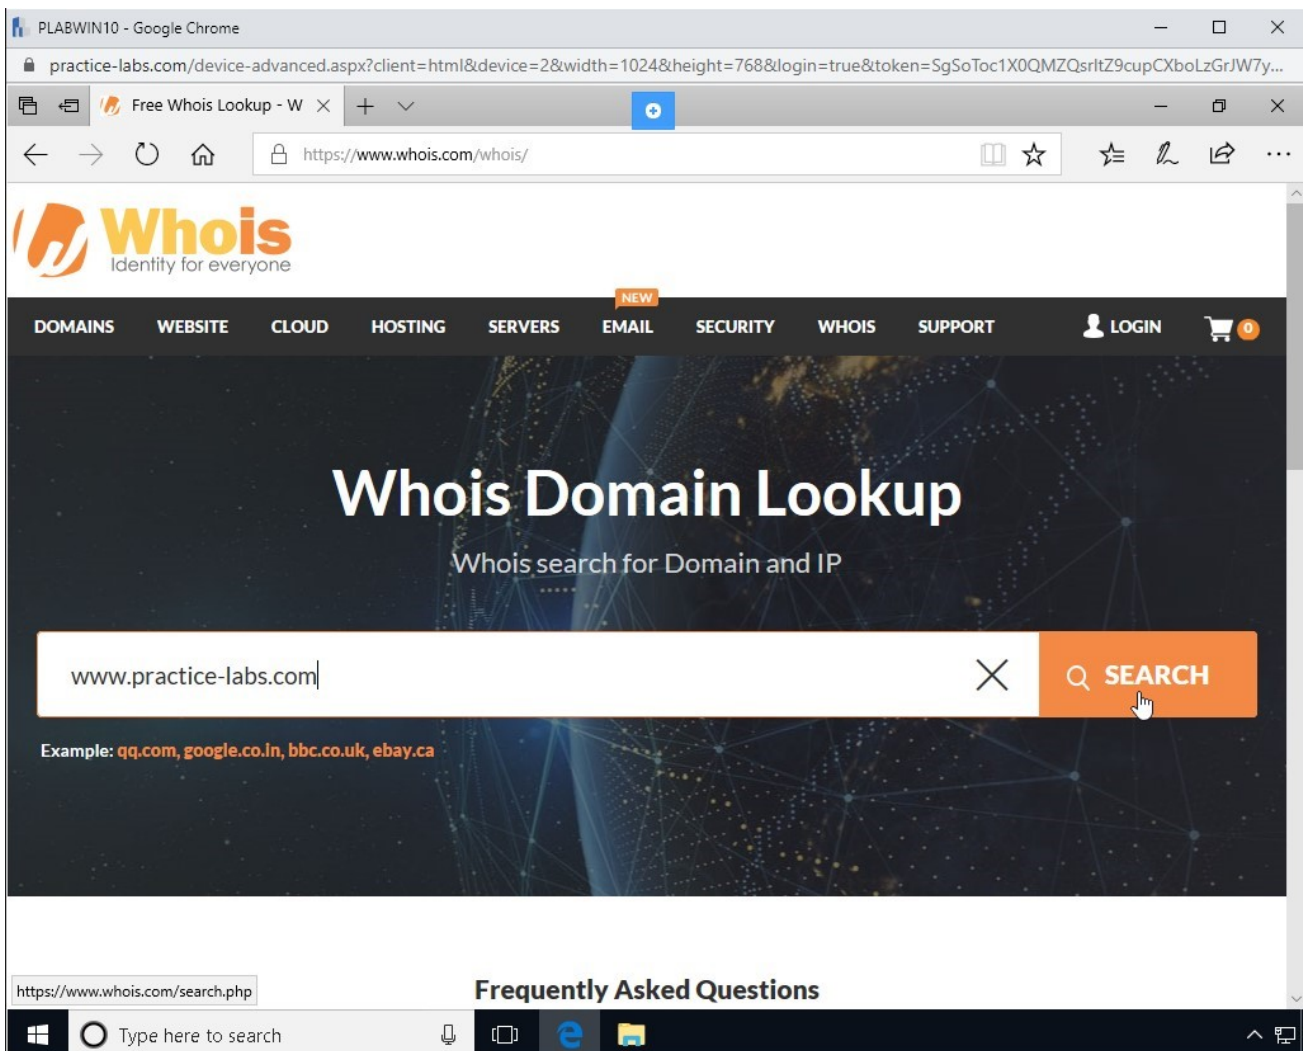 PLABWIN10 - Google Chrome
practice-labs.com/device-advanced.aspx?client=html&device=2&width=1024&height=768&login=true&token=SgSoToc1X0QMZQsrItZ9cupCXboLzGrJW7y...
Free Whois Lookup - W
https://www.whois.com/whois/
Whois
Identity for everyone
NEW
DOMAINS WEBSITE CLOUD HOSTING SERVERS EMAIL SECURITY WHOIS SUPPORT LOGIN 0
Whois Domain Lookup
Whois search for Domain and IP
www.practice-labs.com SEARCH
Example: qq.com, google.co.in, bbc.co.uk, ebay.ca
https://www.whois.com/search.php
Frequently Asked Questions
Type here to search